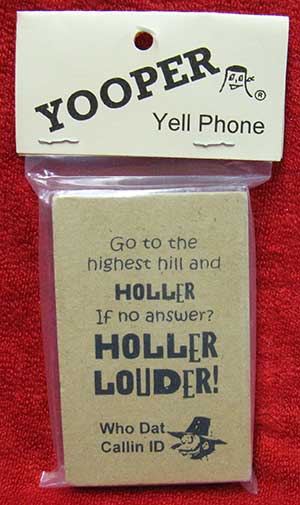 YOOPER ®
Yell Phone
Go to the
highest hill and
HOLLER
If no answer?
HOLLER
LOUDER!
Who Dat
Callin ID